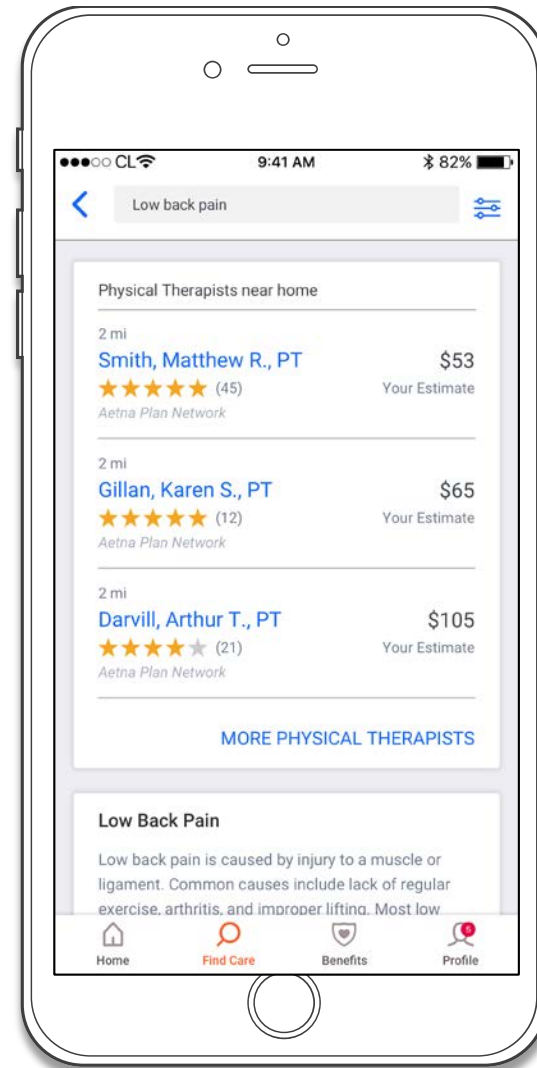 CL 9:41 AM 82%
Low back pain
Physical Therapists near home
2 mi
Smith, Matthew R., PT $53
(45) Your Estimate
Aetna Plan Network
2 mi
Gillan, Karen S., PT $65
(12) Your Estimate
Aetna Plan Network
2 mi
Darvill, Arthur T., PT $105
(21) Your Estimate
Aetna Plan Network
MORE PHYSICAL THERAPISTS
Low Back Pain
Low back pain is caused by injury to a muscle or
ligament. Common causes include lack of regular
exercise, arthritis, and improper lifting. Most low
Home Find Care Benefits Profile